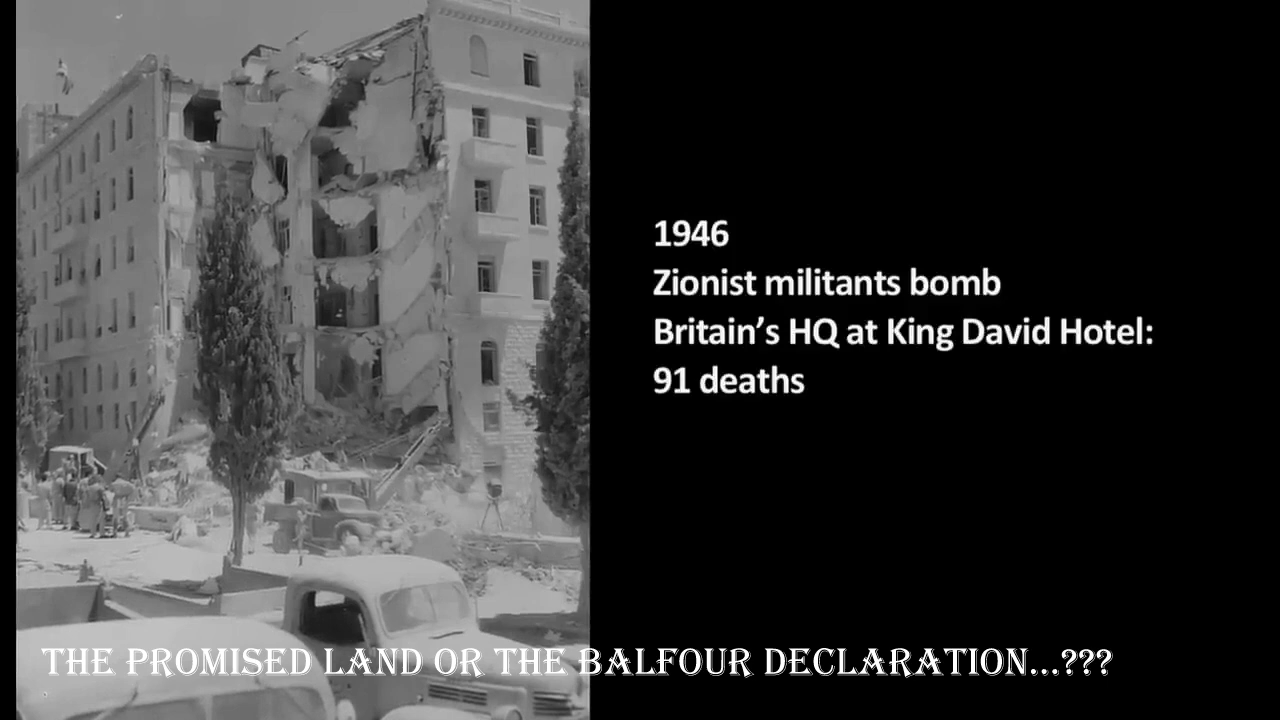 1946
Zionist militants bomb
Britain's HQ at King David Hotel:
91 deaths
THE PROMISED LAND OR THE BALFOUR DECLARATION...???